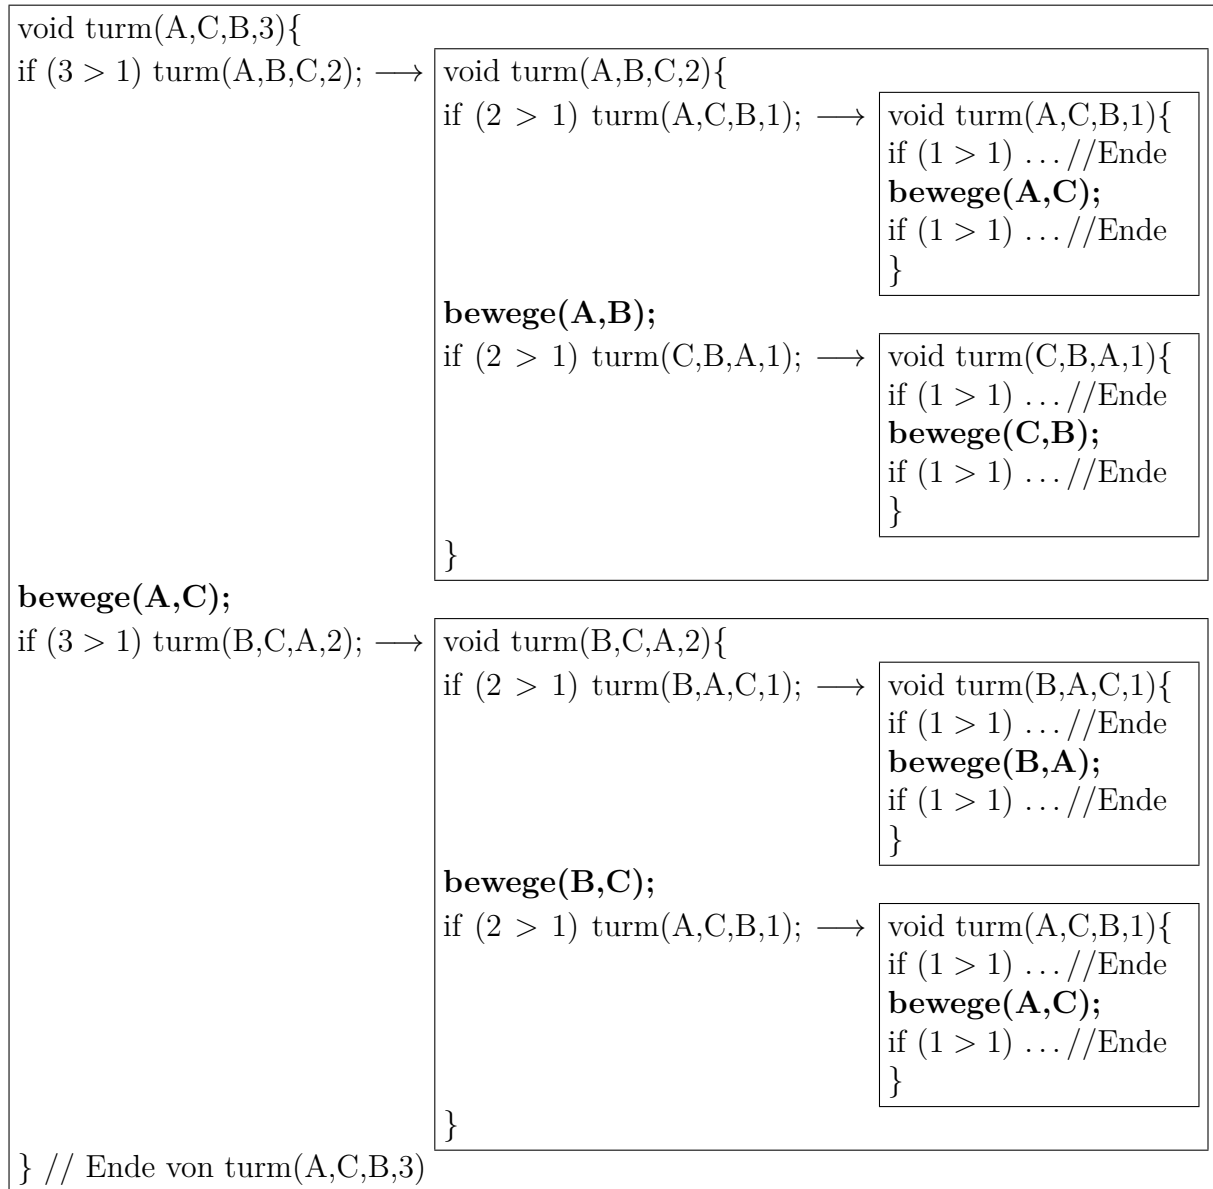 void turm(A,C,B,3){
if (3 > 1) turm(A,B,C,2); ⟶ void turm(A,B,C,2){
if (2 > 1) turm(A,C,B,1); ⟶ void turm(A,C,B,1){
if (1 > 1) …//Ende
bewege(A,C);
if (1 > 1) …//Ende
}
bewege(A,B);
if (2 > 1) turm(C,B,A,1); ⟶ void turm(C,B,A,1){
if (1 > 1) …//Ende
bewege(C,B);
if (1 > 1) …//Ende
}
}
bewege(A,C);
if (3 > 1) turm(B,C,A,2); ⟶ void turm(B,C,A,2){
if (2 > 1) turm(B,A,C,1); ⟶ void turm(B,A,C,1){
if (1 > 1) …//Ende
bewege(B,A);
if (1 > 1) …//Ende
}
bewege(B,C);
if (2 > 1) turm(A,C,B,1); ⟶ void turm(A,C,B,1){
if (1 > 1) …//Ende
bewege(A,C);
if (1 > 1) …//Ende
}
}
} // Ende von turm(A,C,B,3)